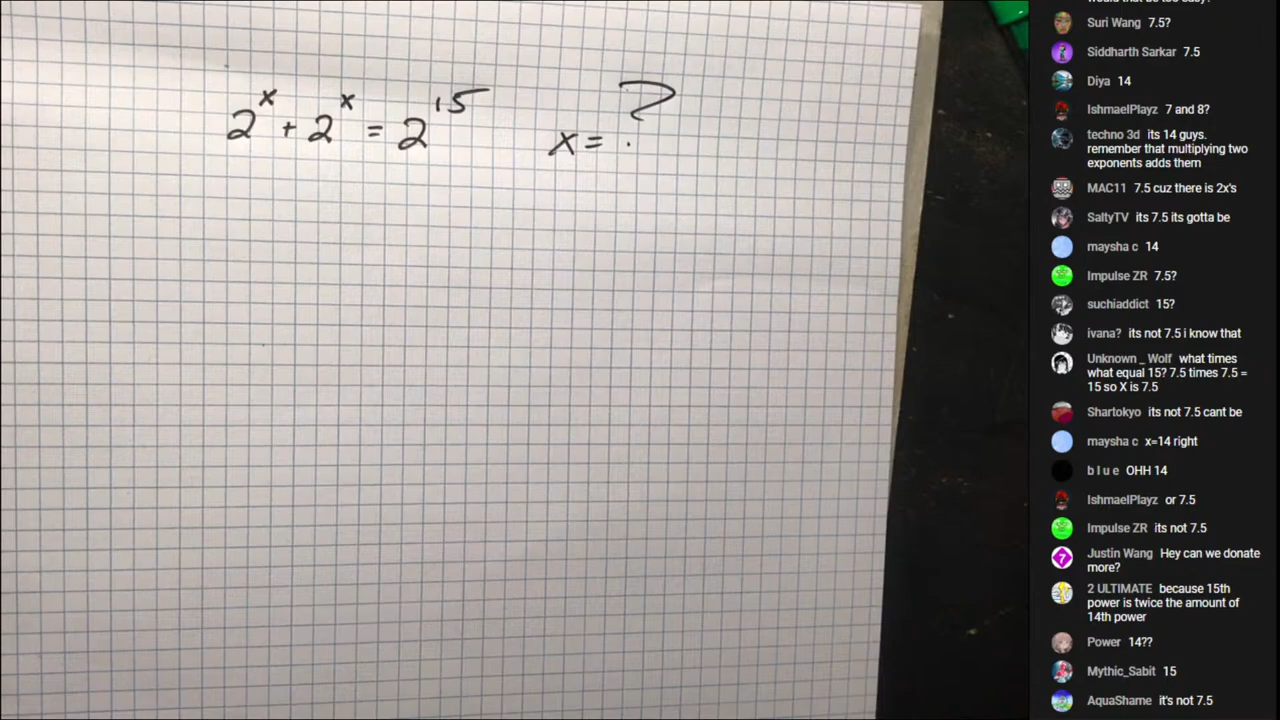 2^x + 2^x = 2^15 x = ?
would that be too easy?
Suri Wang 7.5?
Siddharth Sarkar 7.5
Diya 14
IshmaelPlayz 7 and 8?
techno 3d its 14 guys.
remember that multiplying two
exponents adds them
MAC11 7.5 cuz there is 2x's
SaltyTV its 7.5 its gotta be
maysha c 14
Impulse ZR 7.5?
suchiaddict 15?
ivana? its not 7.5 i know that
Unknown _ Wolf what times
what equal 15? 7.5 times 7.5 =
15 so X is 7.5
Shartokyo its not 7.5 cant be
maysha c x=14 right
b l u e OHH 14
IshmaelPlayz or 7.5
Impulse ZR its not 7.5
7
Justin Wang Hey can we donate
more?
2 ULTIMATE because 15th
power is twice the amount of
14th power
Power 14??
Mythic_Sabit 15
AquaShame it's not 7.5